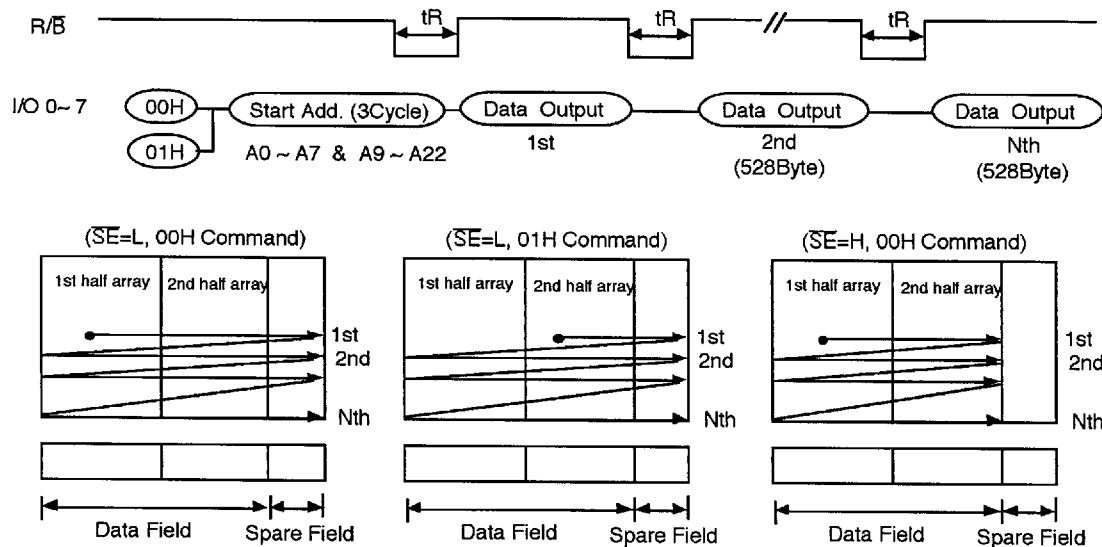 R/B̅ tR tR // tR
I/O 0~ 7 00H Start Add. (3Cycle) Data Output Data Output Data Output
01H A0 ~ A7 & A9 ~ A22 1st 2nd Nth
(528Byte) (528Byte)
(S̅E̅=L, 00H Command) (S̅E̅=L, 01H Command) (S̅E̅=H, 00H Command)
1st half array 2nd half array 1st half array 2nd half array 1st half array 2nd half array
1st 1st 1st
2nd 2nd 2nd
Nth Nth Nth
Data Field Spare Field Data Field Spare Field Data Field Spare Field